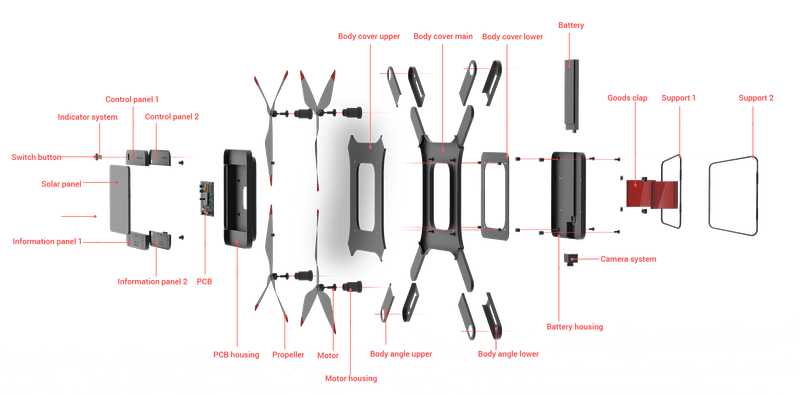 Battery
Body cover upper
Body cover main
Body cover lower
Control panel 1
Goods clap
Support 1
Support 2
Indicator system
Control panel 2
Switch button
Solar panel
Information panel 1
Camera system
Information panel 2
PCB
Battery housing
PCB housing
Propeller
Motor
Body angle upper
Body angle lower
Motor housing